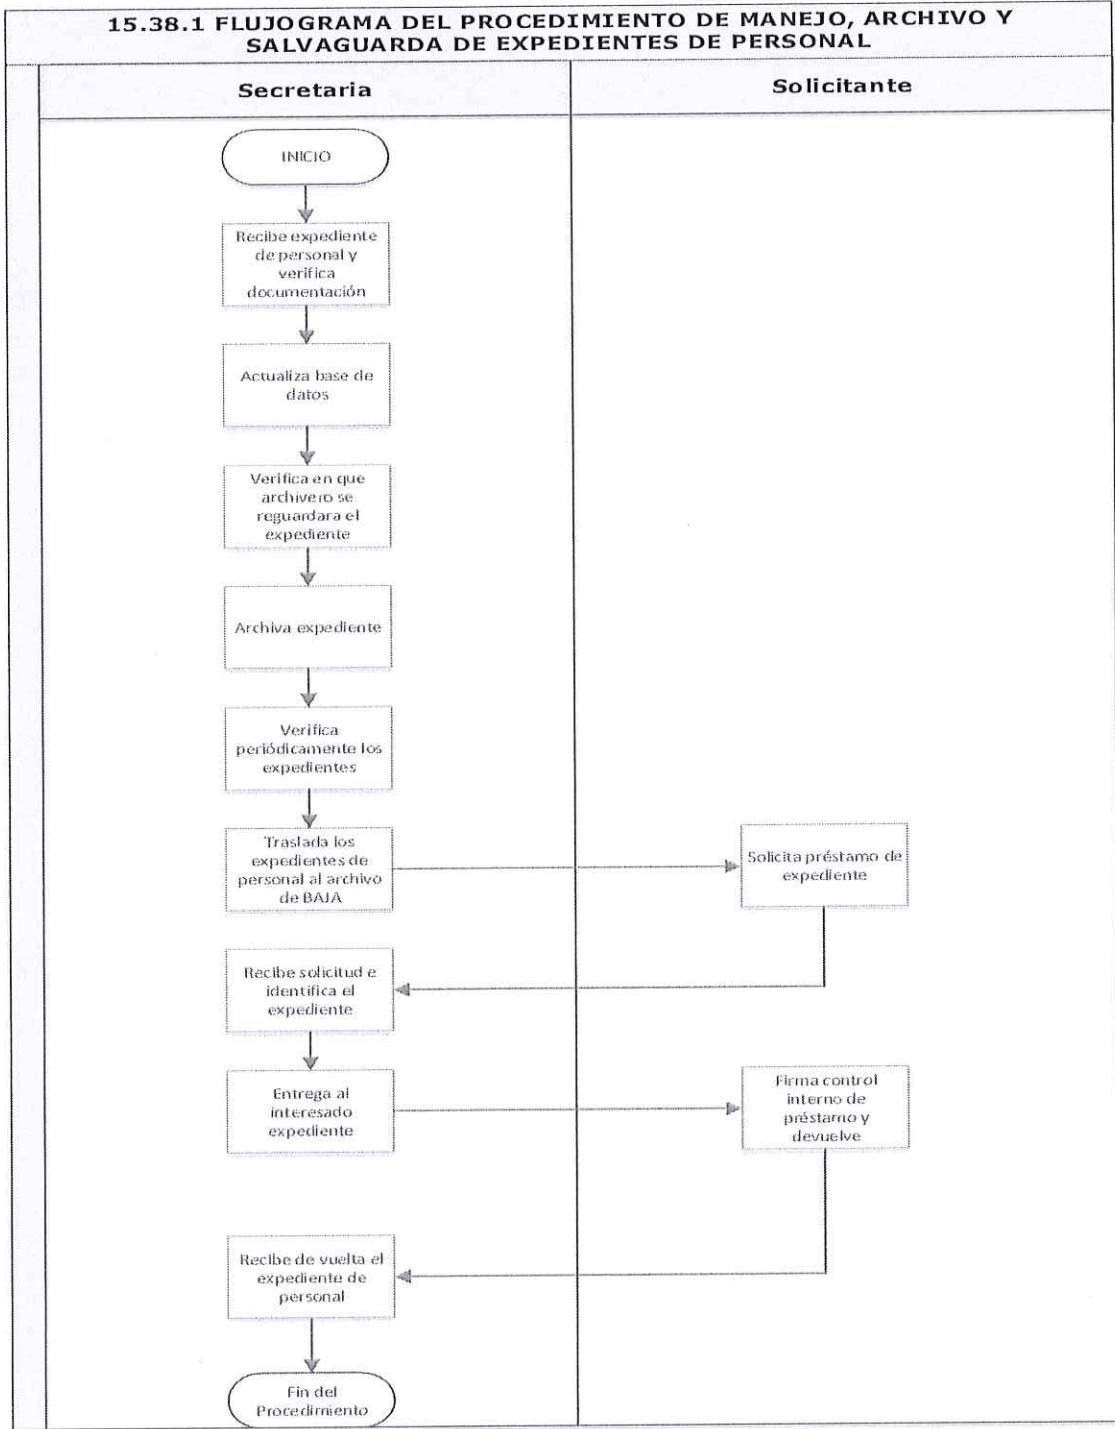 15.38.1 FLUJOGRAMA DEL PROCEDIMIENTO DE MANEJO, ARCHIVO Y
SALVAGUARDA DE EXPEDIENTES DE PERSONAL
Secretaria
Solicitante
INICIO
Recibe expediente
de personal y
verifica
documentación
Actualiza base de
datos
Verifica en que
archivero se
reguardara el
expediente
Archiva expediente
Verifica
periódicamente los
expedientes
Traslada los
expedientes de
personal al archivo
de BAJA
Solicita préstamo de
expediente
Recibe solicitud e
identifica el
expediente
Entrega al
interesado
expediente
Firma control
interno de
préstamo y
devuelve
Recibe de vuelta el
expediente de
personal
Fin del
Procedimiento